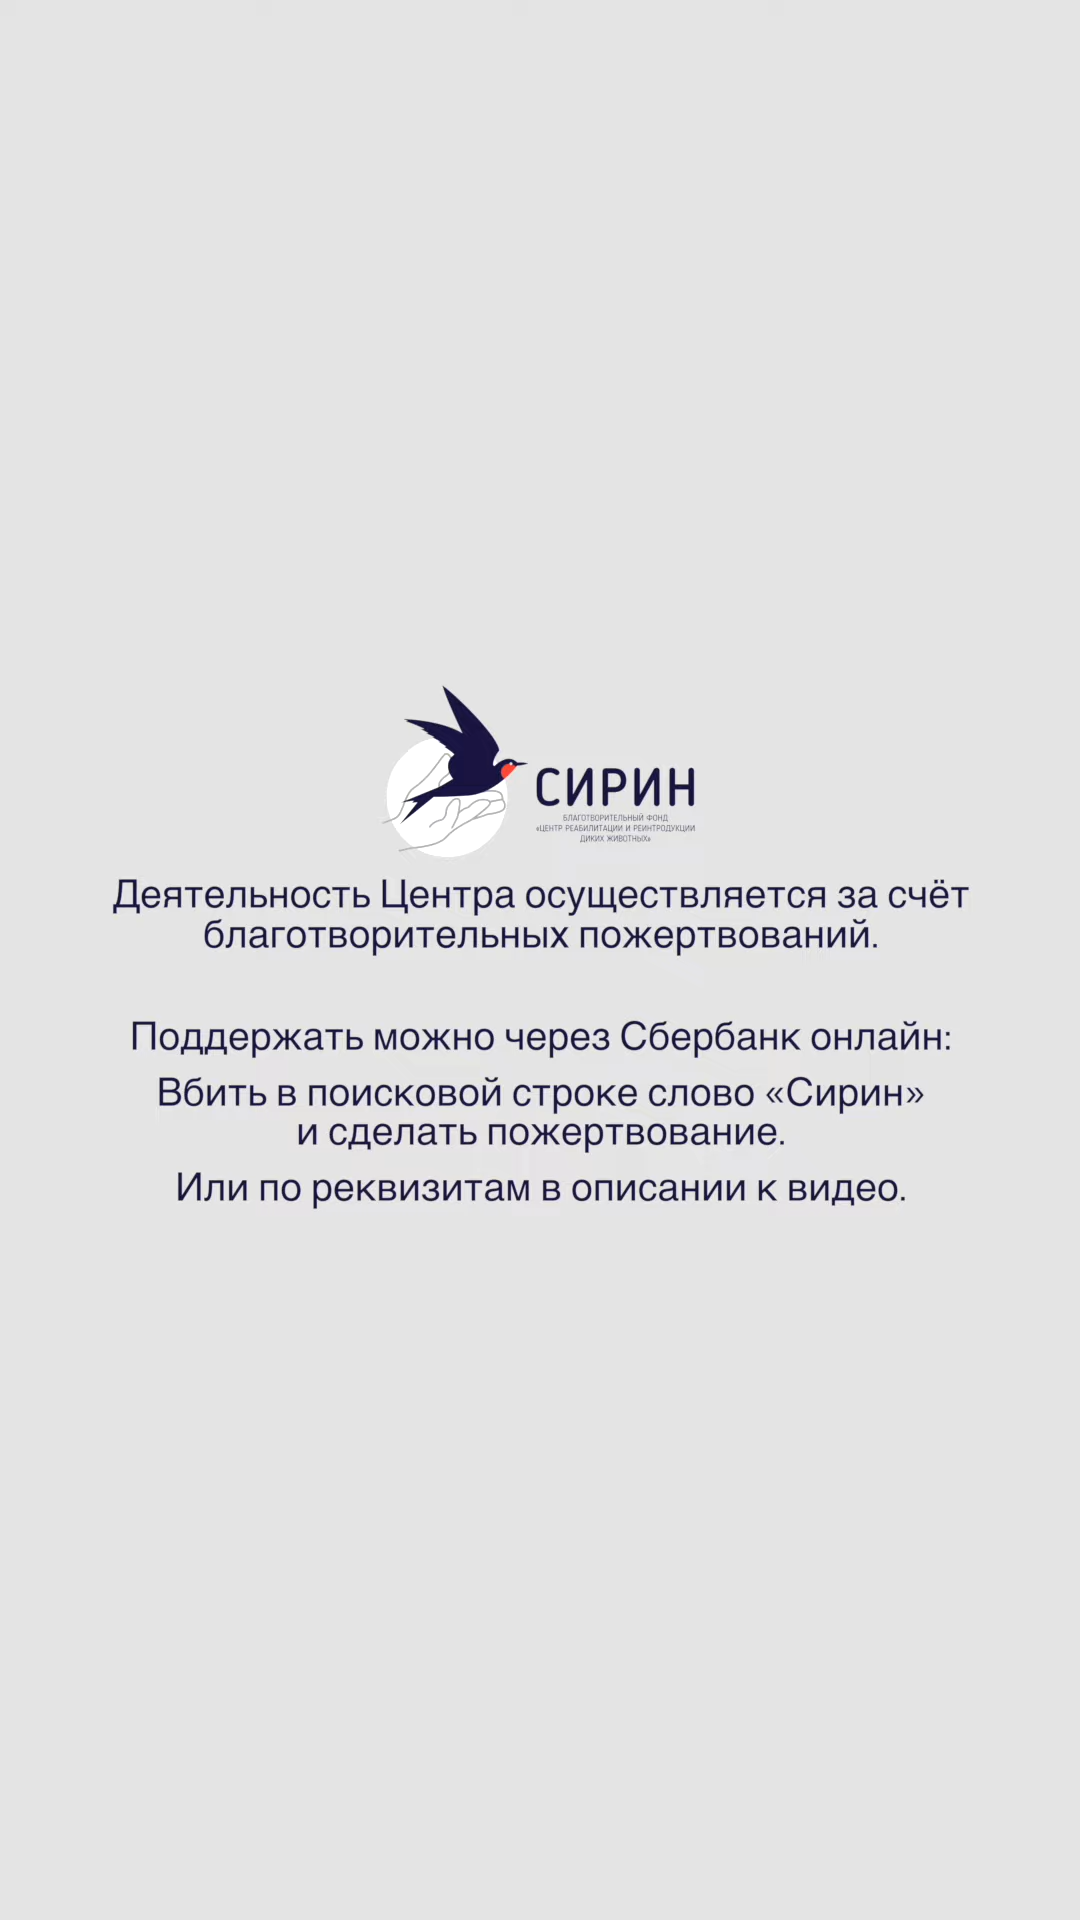 СИРИН
БЛАГОТВОРИТЕЛЬНЫЙ ФОНД
«ЦЕНТР РЕАБИЛИТАЦИИ И РЕИНТРОДУКЦИИ
ДИКИХ ЖИВОТНЫХ»
Деятельность Центра осуществляется за счёт
благотворительных пожертвований.
Поддержать можно через Сбербанк онлайн:
Вбить в поисковой строке слово «Сирин»
и сделать пожертвование.
Или по реквизитам в описании к видео.